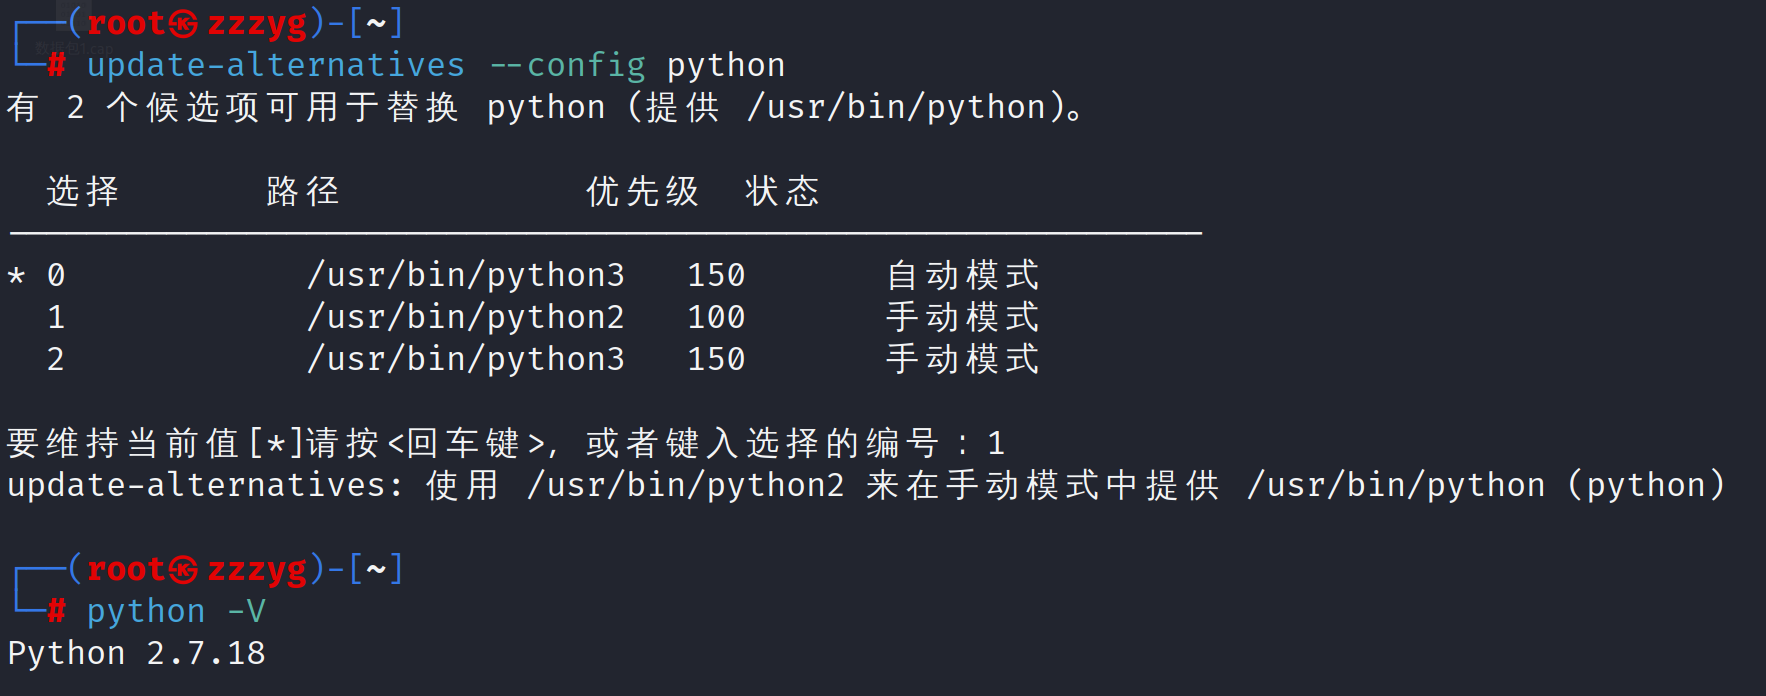 (root㉿zzzyg)-[~]
数据包1.cap
# update-alternatives --config python
有 2 个候选项可用于替换 python (提供 /usr/bin/python)。
选择 路径 优先级 状态
------------------------------------------------------------
* 0 /usr/bin/python3 150 自动模式
1 /usr/bin/python2 100 手动模式
2 /usr/bin/python3 150 手动模式
要维持当前值[*]请按<回车键>, 或者键入选择的编号：1
update-alternatives: 使用 /usr/bin/python2 来在手动模式中提供 /usr/bin/python (python)
(root㉿zzzyg)-[~]
# python -V
Python 2.7.18